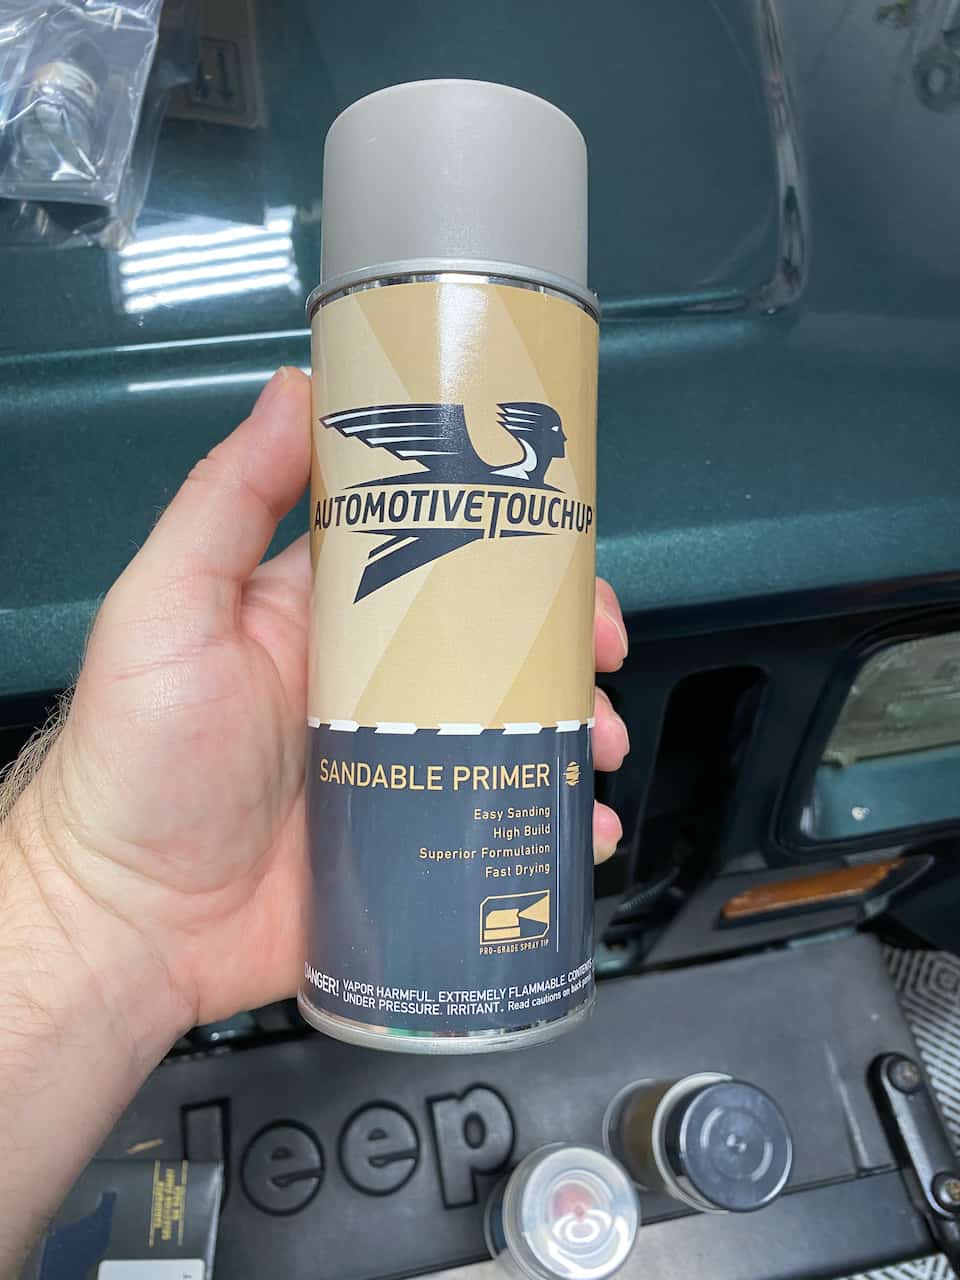 AUTOMOTIVETOUCHUP
SANDABLE PRIMER
Easy Sanding
High Build
Superior Formulation
Fast Drying
PRO-GRADE SPRAY TIP
DANGER! VAPOR HARMFUL. EXTREMELY FLAMMABLE. CONTENTS
UNDER PRESSURE. IRRITANT. Read cautions on back
Jeep